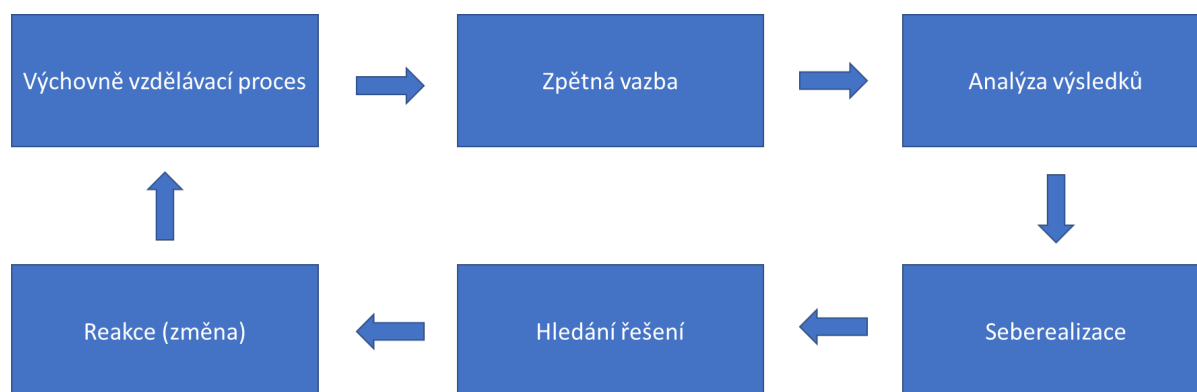 Výchovně vzdělávací proces
Zpětná vazba
Analýza výsledků
Reakce (změna)
Hledání řešení
Seberealizace